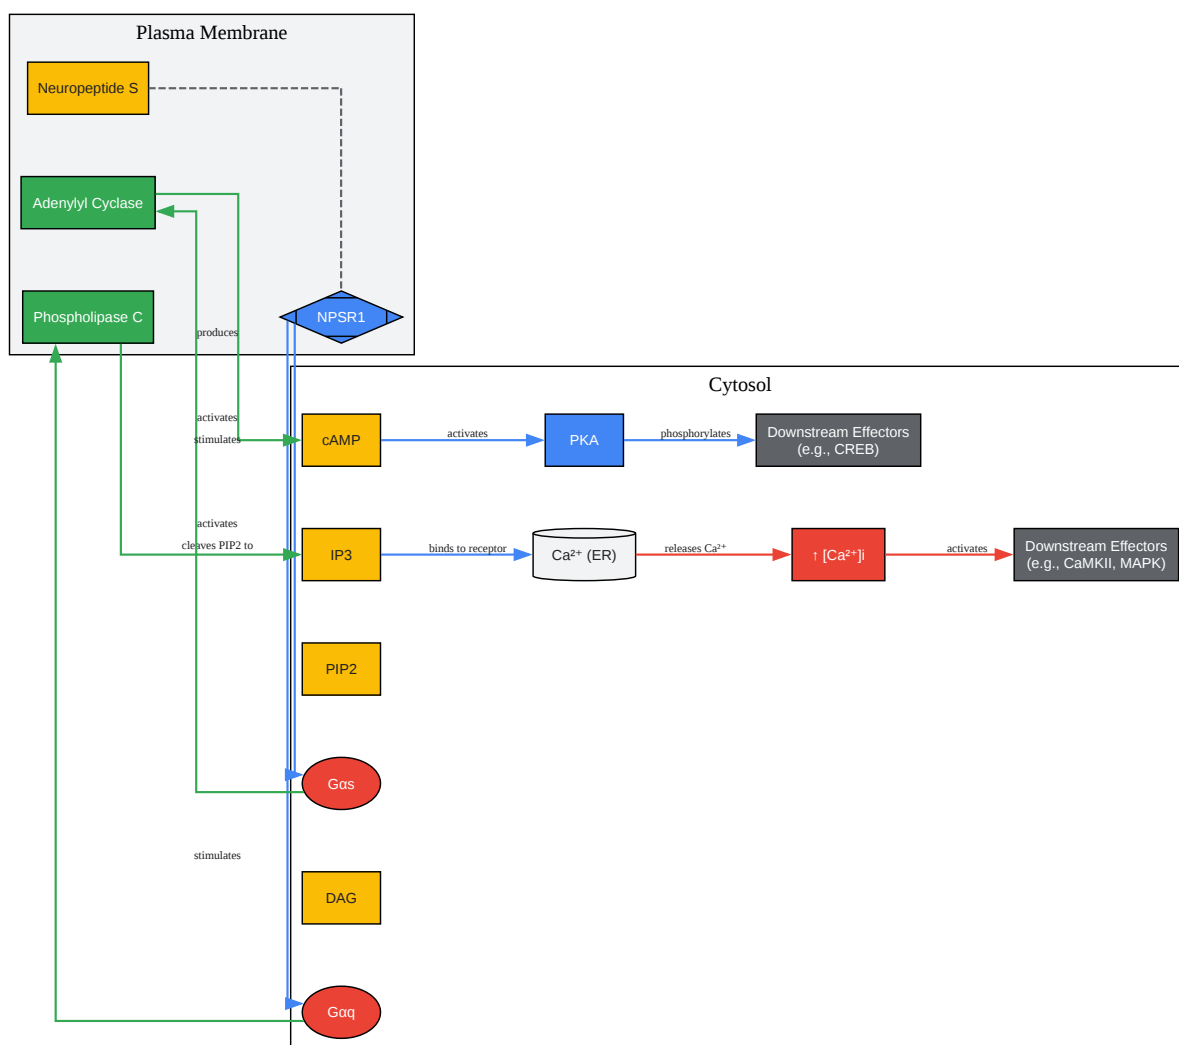 Plasma Membrane
Neuropeptide S
Adenylyl Cyclase
Phospholipase C
NPSR1
produces
Cytosol
activates
stimulates
cAMP
activates
PKA
phosphorylates
Downstream Effectors
(e.g., CREB)
activates
cleaves PIP2 to
IP3
binds to receptor
Ca²⁺ (ER)
releases Ca²⁺
↑ [Ca²⁺]i
activates
Downstream Effectors
(e.g., CaMKII, MAPK)
PIP2
Gαs
stimulates
DAG
Gαq